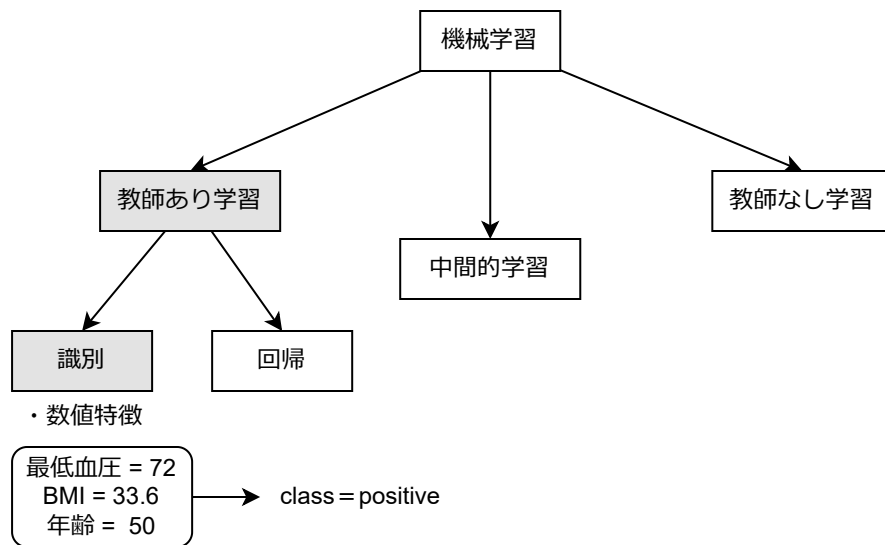 機械学習
教師あり学習
教師なし学習
中間的学習
識別
回帰
・数値特徴
最低血圧 = 72
BMI = 33.6
年齢 =  50
class＝positive